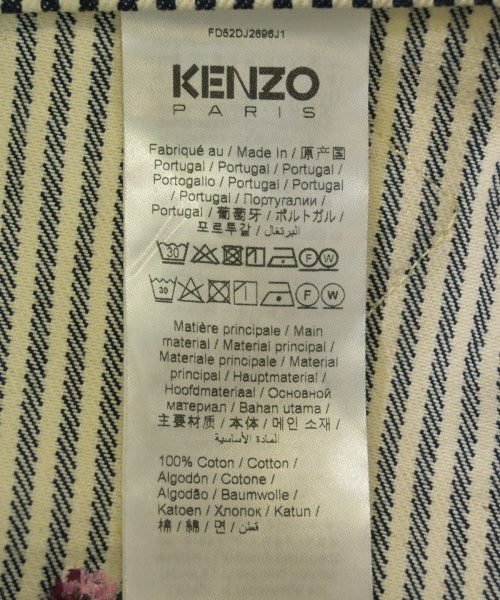 FD52DJ2696J1
KENZO
PARIS
Fabriqué au / Made In / 原产国
Portugal / Portugal / Portugal /
Portogallo / Portugal / Portugal
Portugal / Португалии /
Portugal / 葡萄牙 / ポルトガル /
포르투갈 / البرتغال
30 F W
30 F W
Matière principale / Main
material / Material principal /
Materiale principale / Material
principal / Hauptmaterial /
Hoofdmateriaal / Основной
материал / Bahan utama /
主要材质 / 本体 / 메인 소재 /
المادة الأساسية
100% Coton / Cotton /
Algodón / Cotone /
Algodão / Baumwolle /
Katoen / Хлопок / Katun /
棉 / 綿 / 면 / قطن